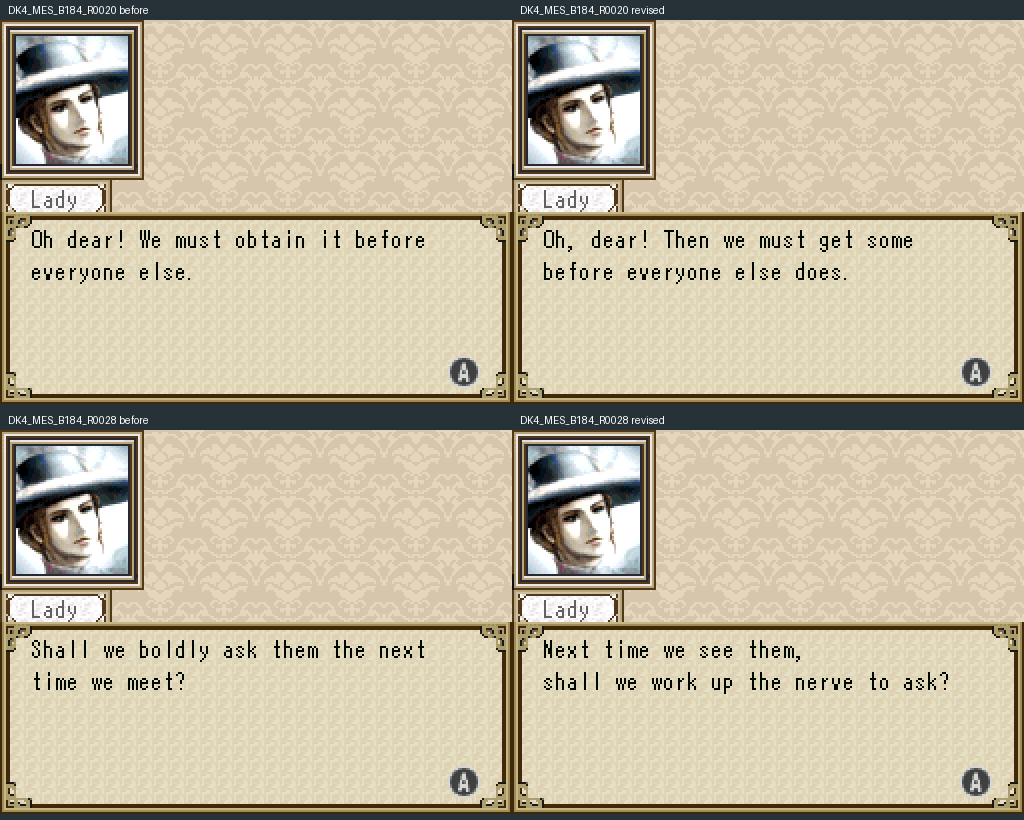 DK4_MES_B184_R0020 before
Lady
Oh dear! We must obtain it before
everyone else.
A
DK4_MES_B184_R0020 revised
Lady
Oh, dear! Then we must get some
before everyone else does.
A
DK4_MES_B184_R0028 before
Lady
Shall we boldly ask them the next
time we meet?
A
DK4_MES_B184_R0028 revised
Lady
Next time we see them,
shall we work up the nerve to ask?
A